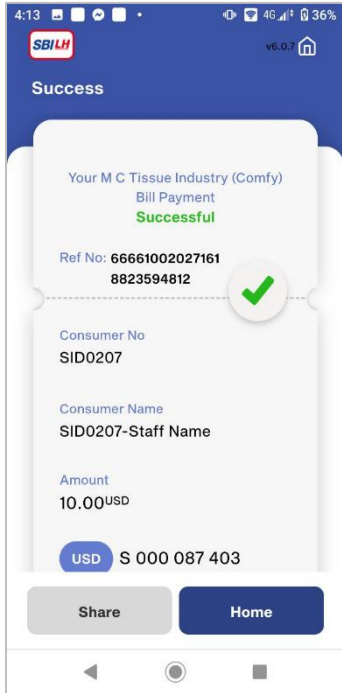 4:13
4G 36%
SBILH
v6.0.7
Success
Your M C Tissue Industry (Comfy)
Bill Payment
Successful
Ref No: 66661002027161
8823594812
Consumer No
SID0207
Consumer Name
SID0207-Staff Name
Amount
10.00USD
USD S 000 087 403
Share Home